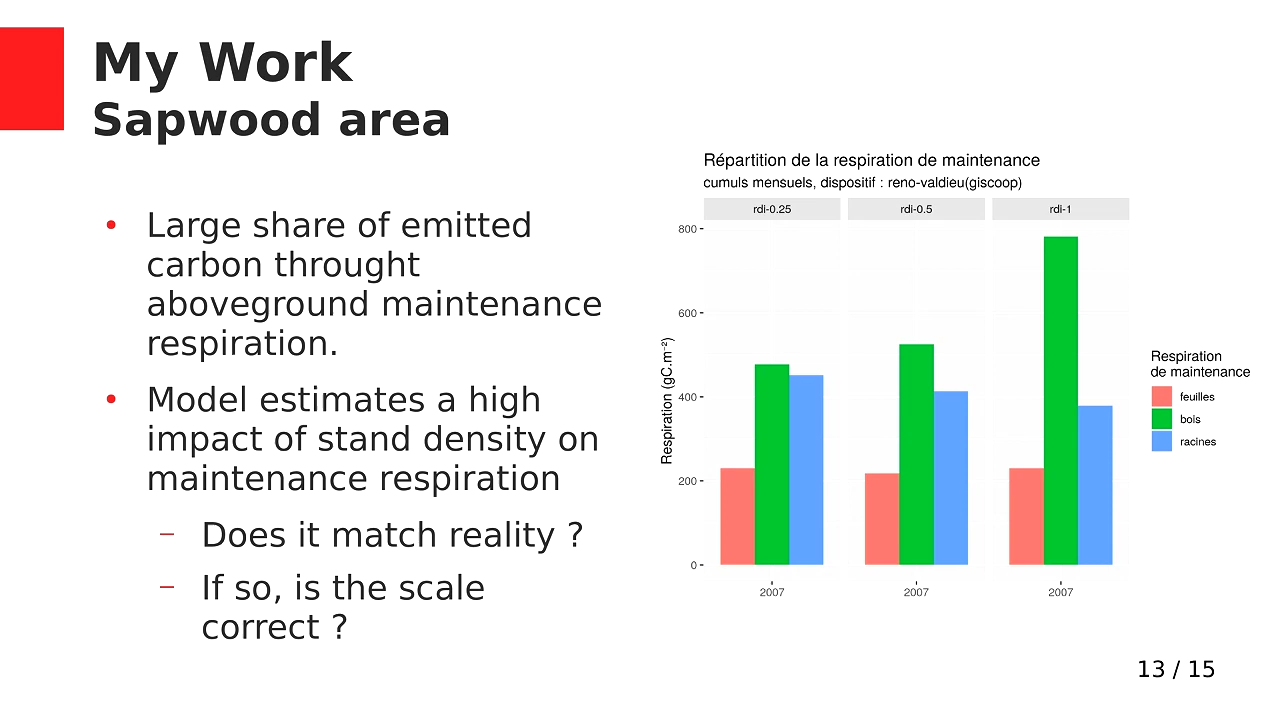 My Work
Sapwood area
• Large share of emitted
carbon throught
aboveground maintenance
respiration.
• Model estimates a high
impact of stand density on
maintenance respiration
– Does it match reality ?
– If so, is the scale
correct ?
Répartition de la respiration de maintenance
cumuls mensuels, dispositif : reno-valdieu(giscoop)
rdi-0.25 rdi-0.5 rdi-1
800
600
400
200
0
Respiration (gC.m⁻²)
2007 2007 2007
Respiration
de maintenance
feuilles
bois
racines
13 / 15